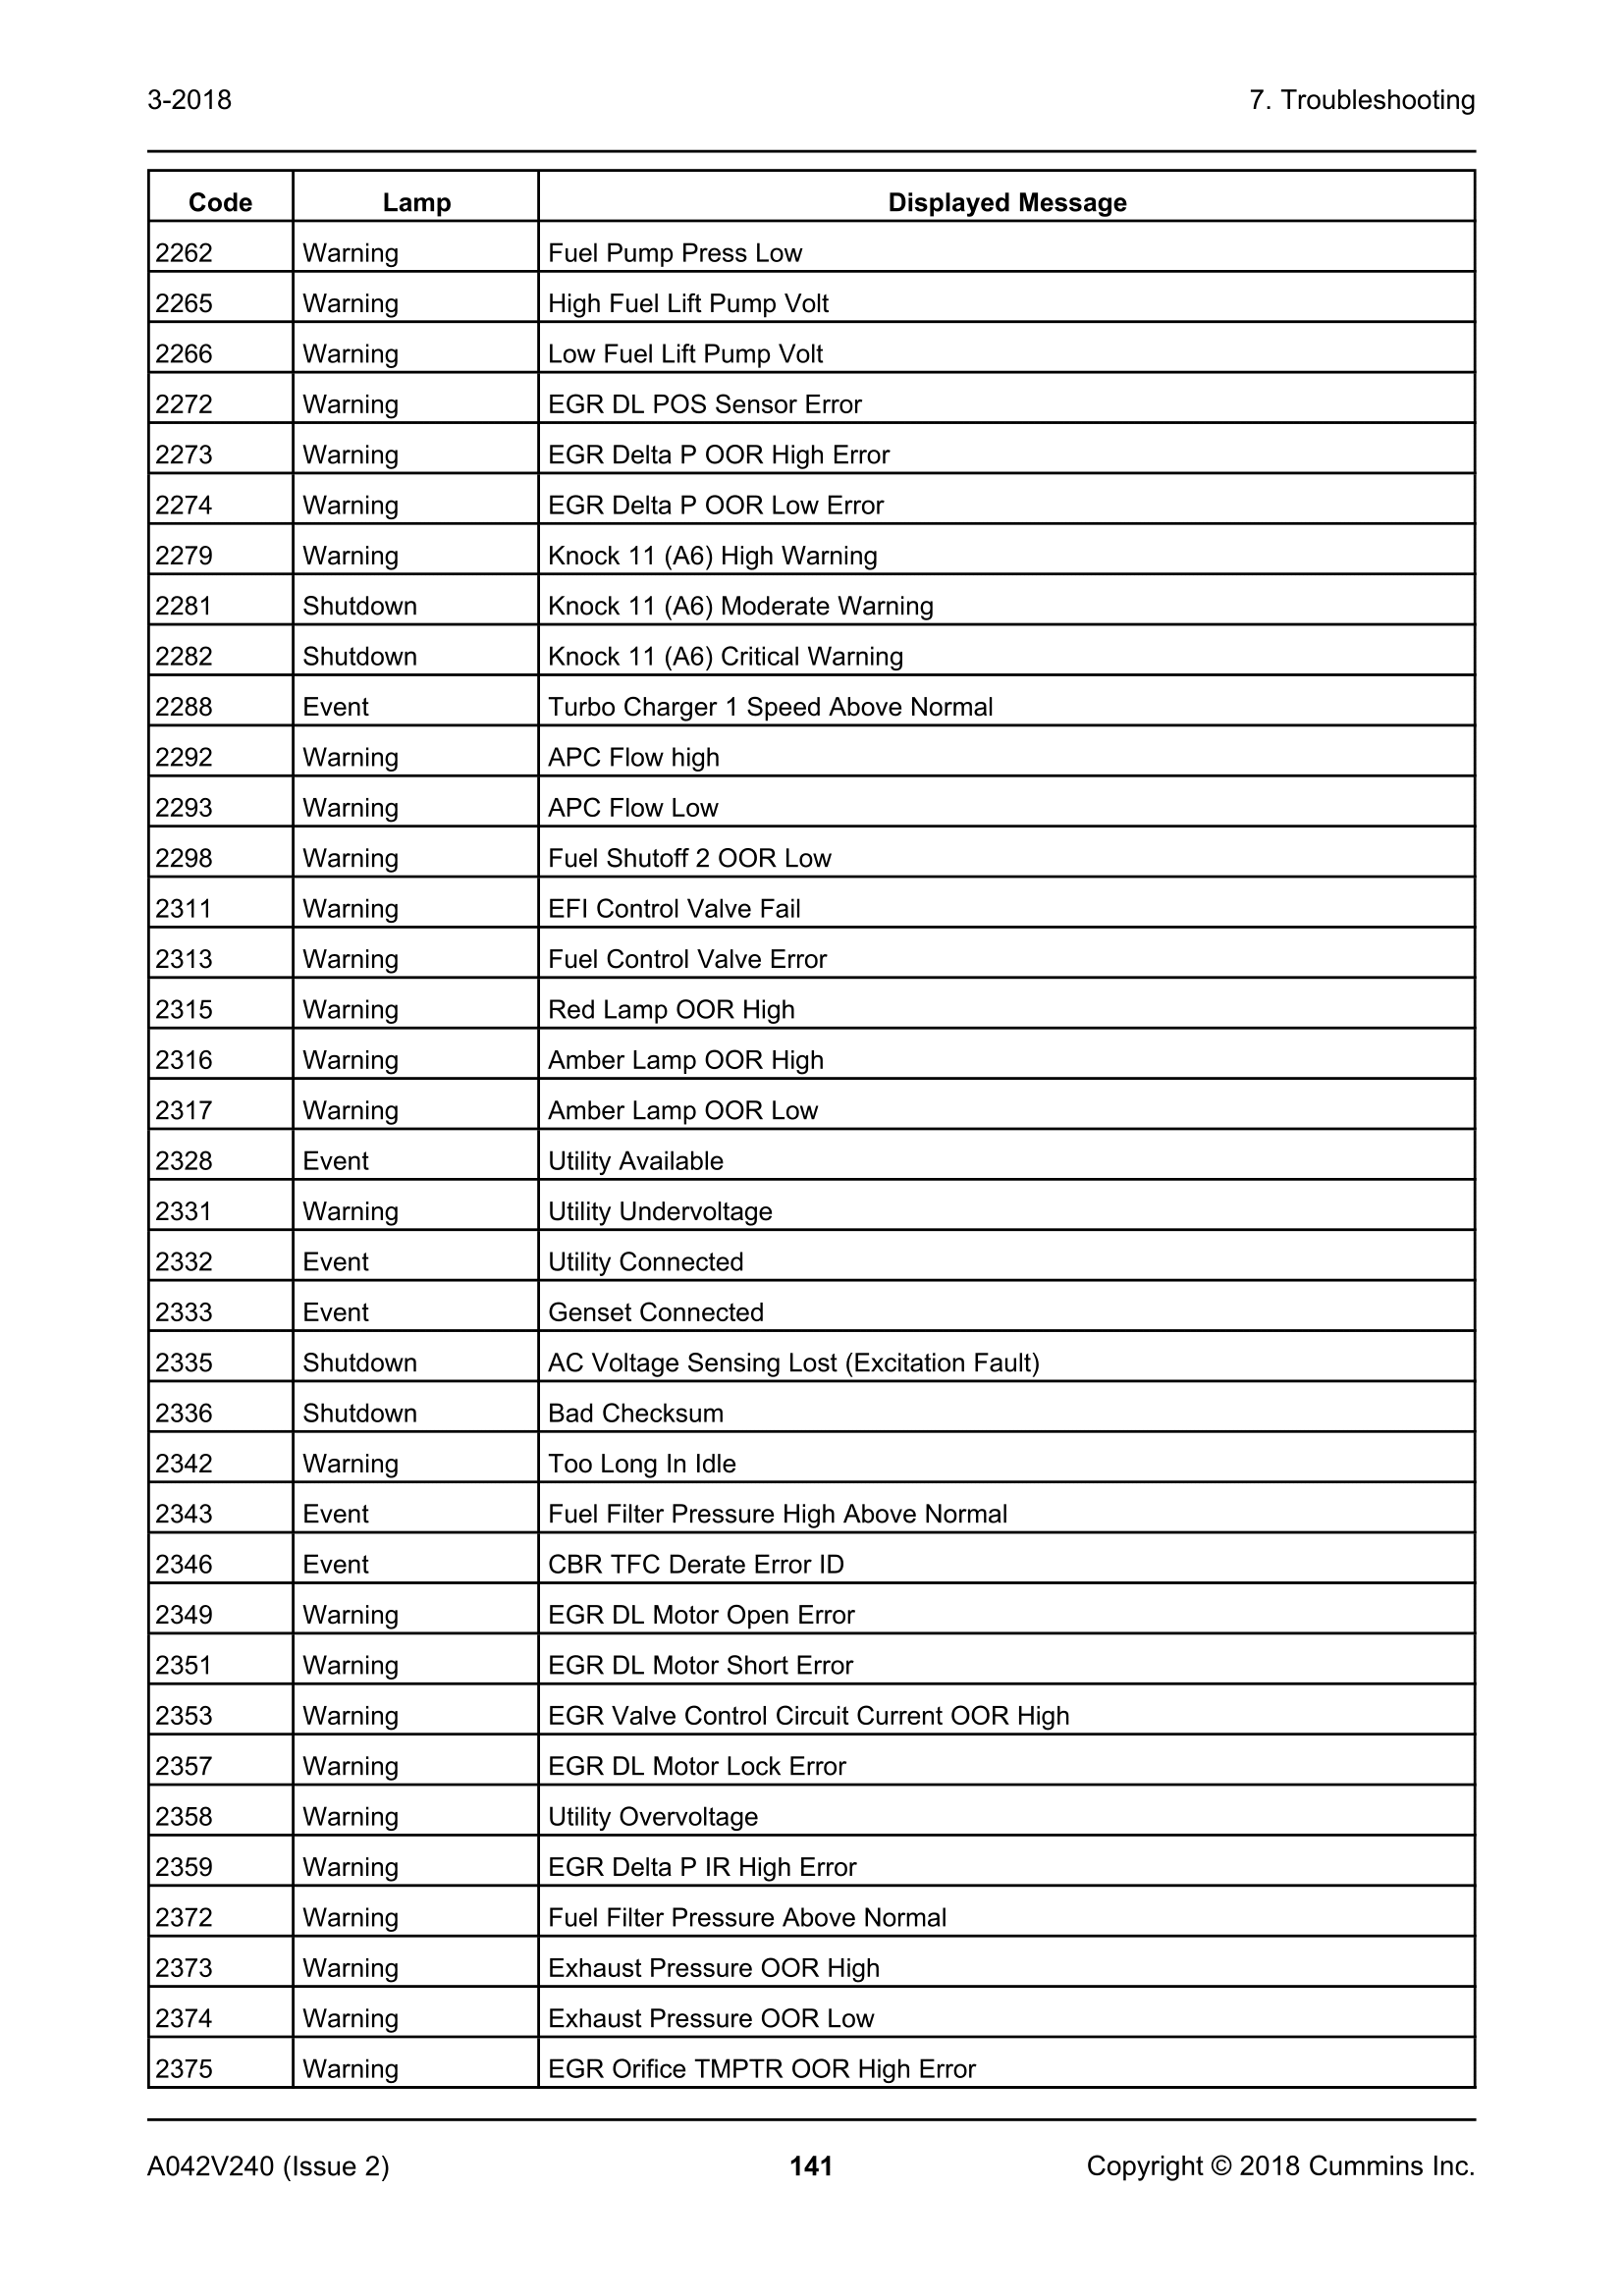 3-2018 7. Troubleshooting
Code Lamp Displayed Message
2262 Warning Fuel Pump Press Low
2265 Warning High Fuel Lift Pump Volt
2266 Warning Low Fuel Lift Pump Volt
2272 Warning EGR DL POS Sensor Error
2273 Warning EGR Delta P OOR High Error
2274 Warning EGR Delta P OOR Low Error
2279 Warning Knock 11 (A6) High Warning
2281 Shutdown Knock 11 (A6) Moderate Warning
2282 Shutdown Knock 11 (A6) Critical Warning
2288 Event Turbo Charger 1 Speed Above Normal
2292 Warning APC Flow high
2293 Warning APC Flow Low
2298 Warning Fuel Shutoff 2 OOR Low
2311 Warning EFI Control Valve Fail
2313 Warning Fuel Control Valve Error
2315 Warning Red Lamp OOR High
2316 Warning Amber Lamp OOR High
2317 Warning Amber Lamp OOR Low
2328 Event Utility Available
2331 Warning Utility Undervoltage
2332 Event Utility Connected
2333 Event Genset Connected
2335 Shutdown AC Voltage Sensing Lost (Excitation Fault)
2336 Shutdown Bad Checksum
2342 Warning Too Long In Idle
2343 Event Fuel Filter Pressure High Above Normal
2346 Event CBR TFC Derate Error ID
2349 Warning EGR DL Motor Open Error
2351 Warning EGR DL Motor Short Error
2353 Warning EGR Valve Control Circuit Current OOR High
2357 Warning EGR DL Motor Lock Error
2358 Warning Utility Overvoltage
2359 Warning EGR Delta P IR High Error
2372 Warning Fuel Filter Pressure Above Normal
2373 Warning Exhaust Pressure OOR High
2374 Warning Exhaust Pressure OOR Low
2375 Warning EGR Orifice TMPTR OOR High Error
A042V240 (Issue 2) 141 Copyright © 2018 Cummins Inc.